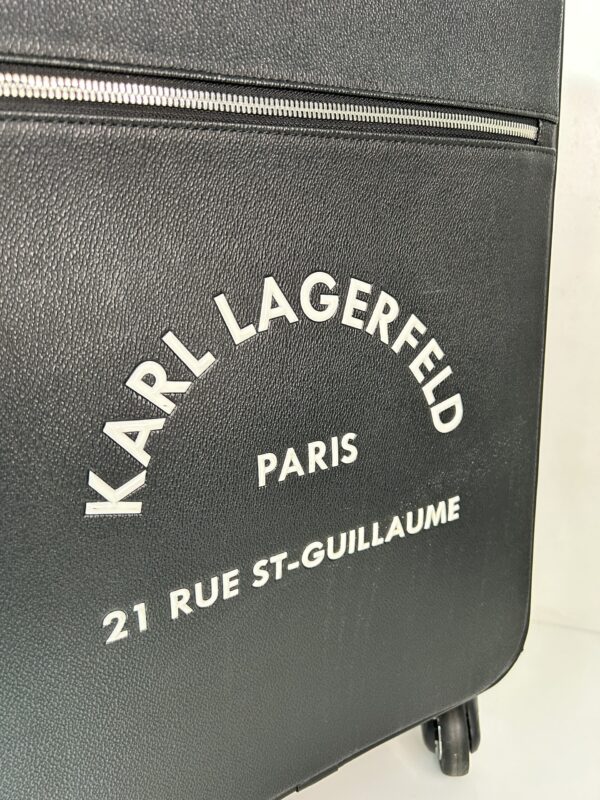 KARL LAGERFELD
PARIS
21 RUE ST-GUILLAUME